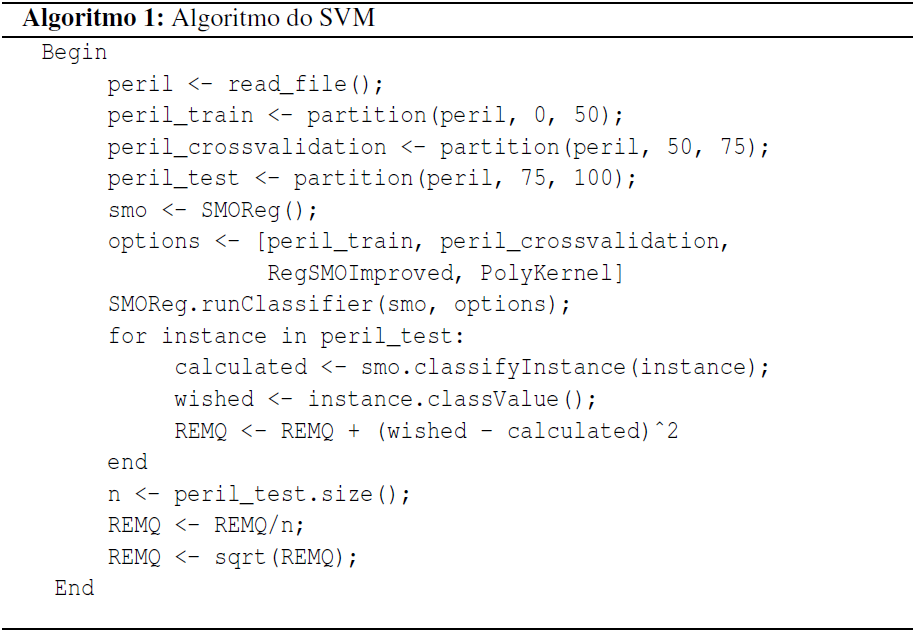 Algoritmo 1: Algoritmo do SVM
Begin
peril <- read_file();
peril_train <- partition(peril, 0, 50);
peril_crossvalidation <- partition(peril, 50, 75);
peril_test <- partition(peril, 75, 100);
smo <- SMOReg();
options <- [peril_train, peril_crossvalidation,
RegSMOImproved, PolyKernel]
SMOReg.runClassifier(smo, options);
for instance in peril_test:
calculated <- smo.classifyInstance(instance);
wished <- instance.classValue();
REMQ <- REMQ + (wished - calculated)^2
end
n <- peril_test.size();
REMQ <- REMQ/n;
REMQ <- sqrt(REMQ);
End